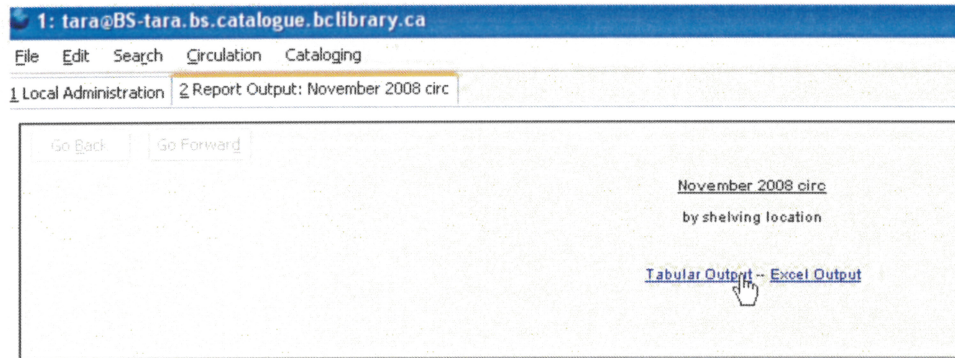 1: tara@BS-tara.bs.catalogue.bclibrary.ca
File Edit Search Circulation Cataloging
1 Local Administration 2 Report Output: November 2008 circ
Go Back Go Forward
November 2008 circ
by shelving location
Tabular Output -- Excel Output